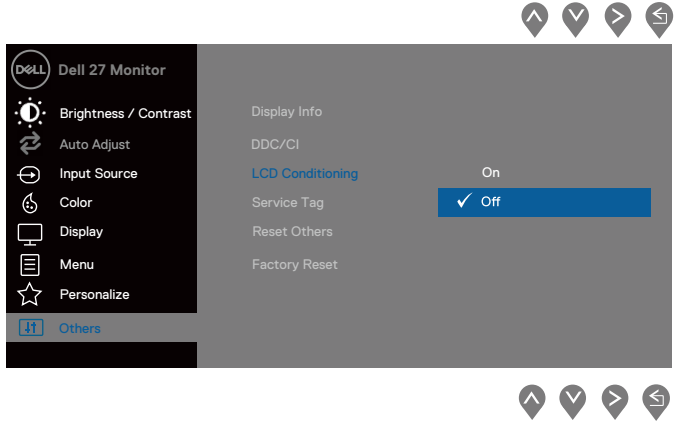 DELL
Dell 27 Monitor
Brightness / Contrast
Auto Adjust
Input Source
Color
Display
Menu
Personalize
Others
Display Info
DDC/CI
LCD Conditioning
Service Tag
Reset Others
Factory Reset
On
Off